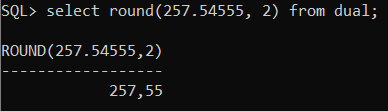 SQL> select round(257.54555, 2) from dual;
ROUND(257.54555,2)
------------------
257,55